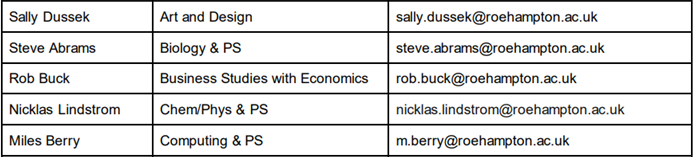 Sally Dussek Art and Design sally.dussek@roehampton.ac.uk
Steve Abrams Biology & PS steve.abrams@roehampton.ac.uk
Rob Buck Business Studies with Economics rob.buck@roehampton.ac.uk
Nicklas Lindstrom Chem/Phys & PS nicklas.lindstrom@roehampton.ac.uk
Miles Berry Computing & PS m.berry@roehampton.ac.uk